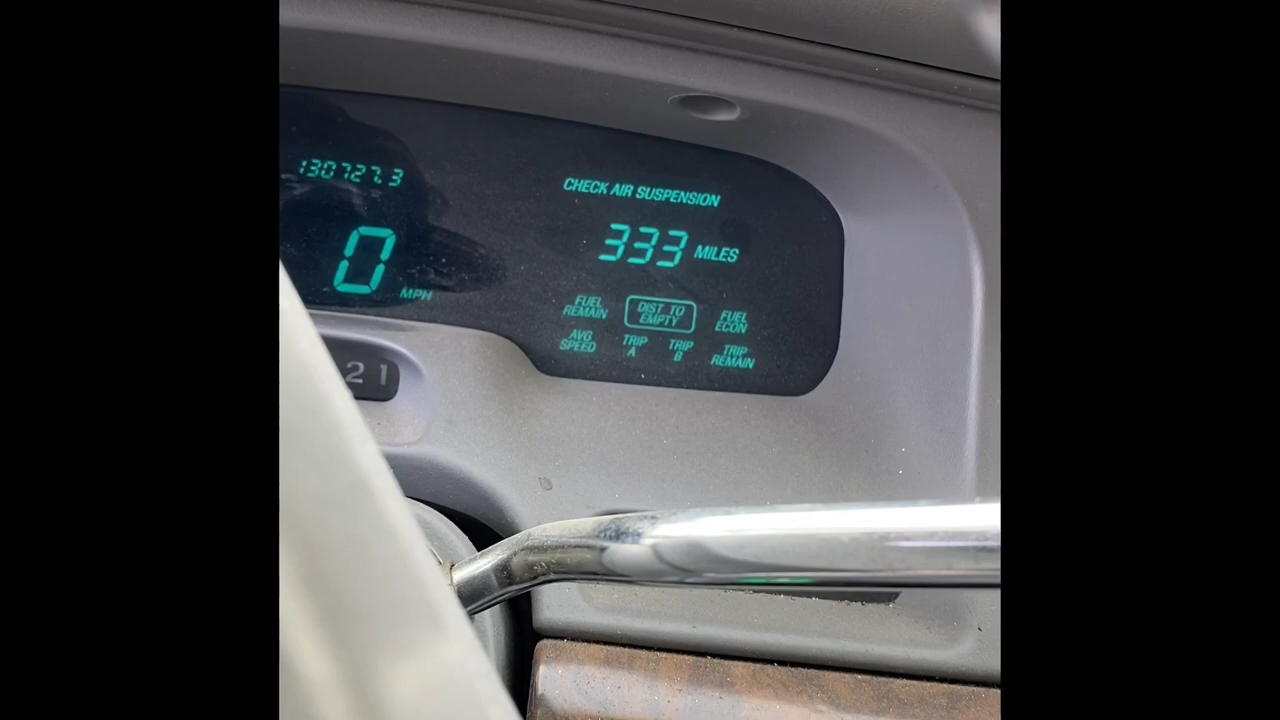 130727.3
CHECK AIR SUSPENSION
333 MILES
0 MPH
FUEL REMAIN
DIST TO EMPTY
FUEL ECON
AVG SPEED
TRIP A
TRIP B
TRIP REMAIN
2 1